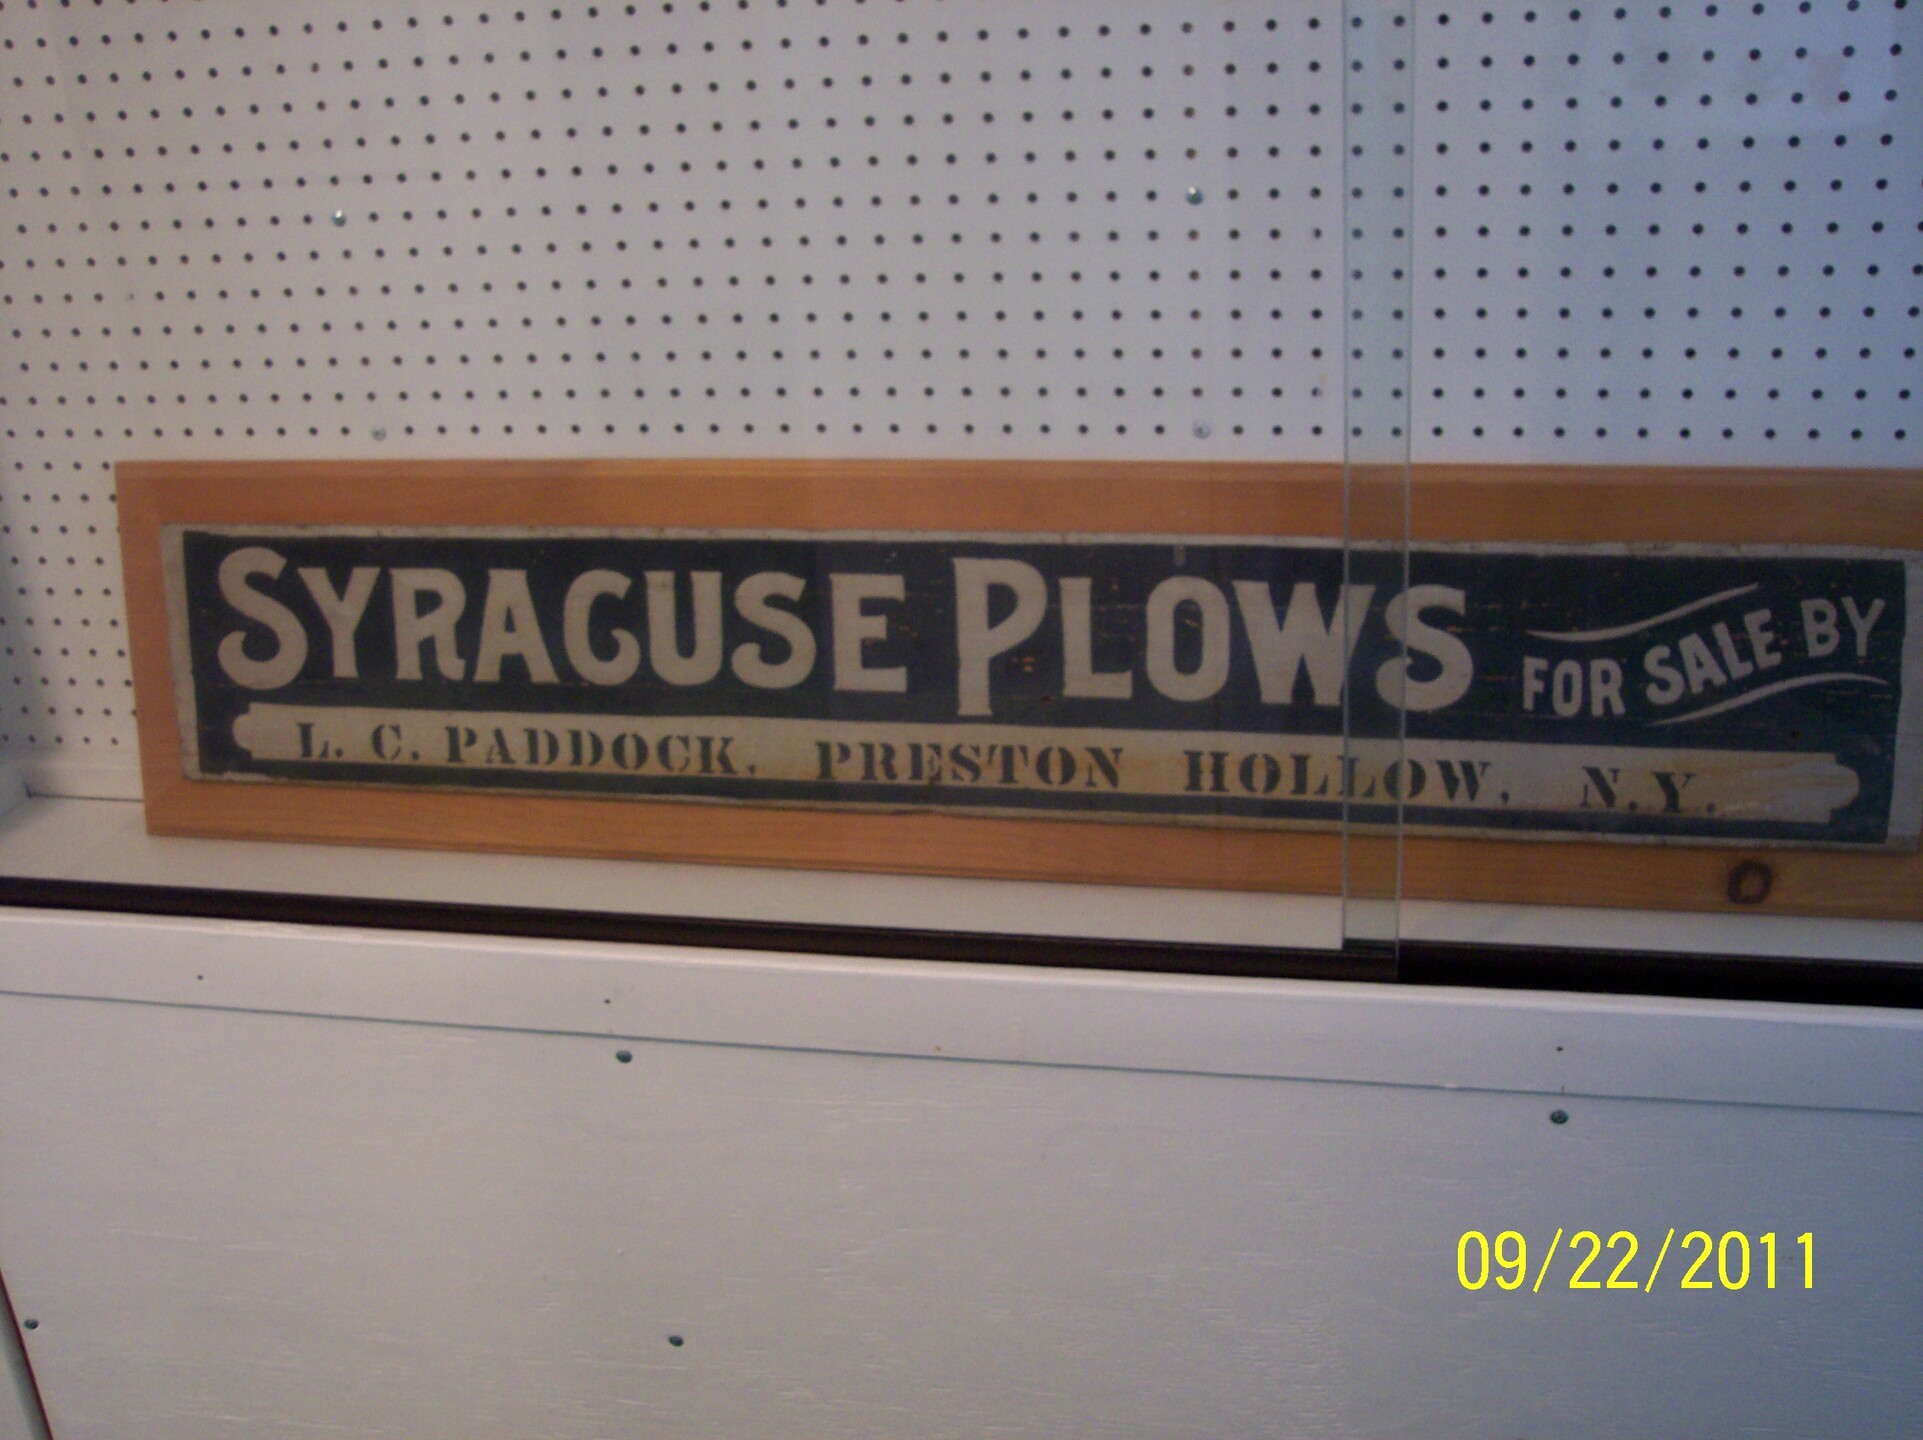 SYRACUSE PLOWS FOR SALE BY
L. C. PADDOCK, PRESTON HOLLOW, N.Y.
09/22/2011